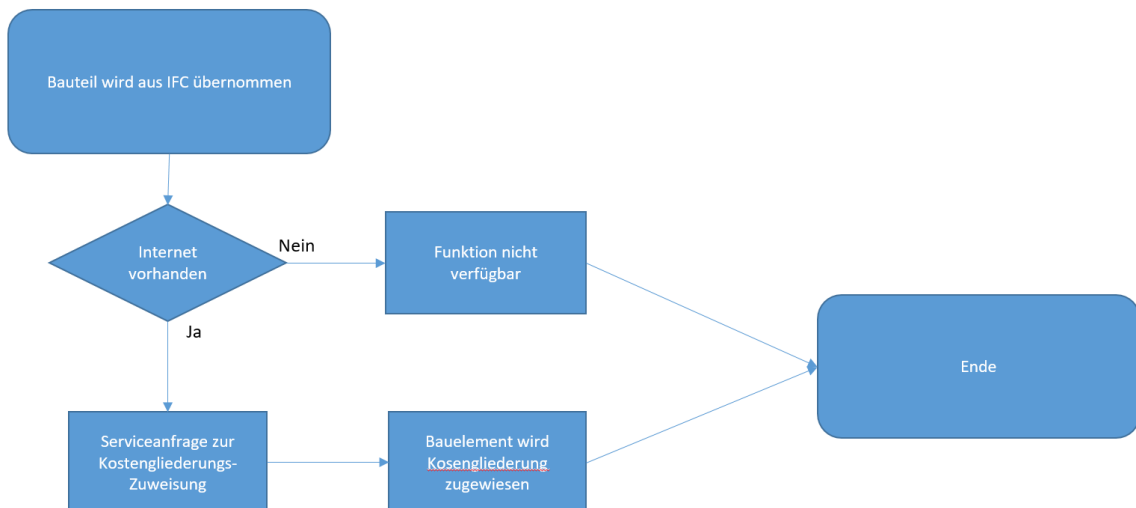 Bauteil wird aus IFC übernommen
Internet
vorhanden
Nein
Funktion nicht
verfügbar
Ja
Ende
Serviceanfrage zur
Kostengliederungs-
Zuweisung
Bauelement wird
Kosengliederung
zugewiesen